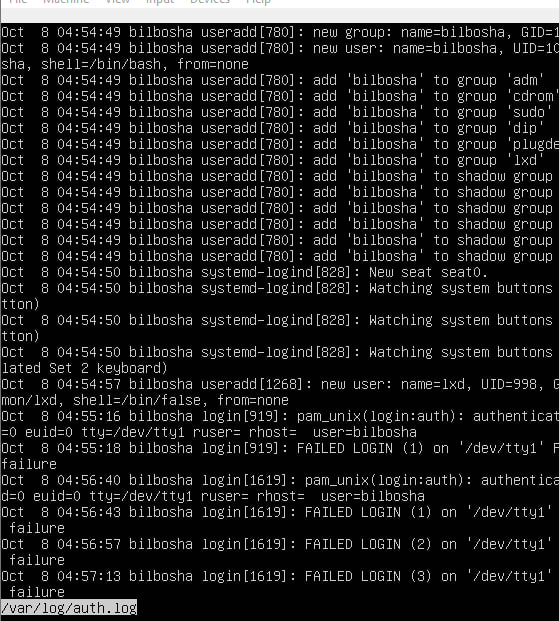 File Machine View Input Devices Help
Oct  8 04:54:49 bilbosha useradd[780]: new group: name=bilbosha, GID=1
Oct  8 04:54:49 bilbosha useradd[780]: new user: name=bilbosha, UID=10
sha, shell=/bin/bash, from=none
Oct  8 04:54:49 bilbosha useradd[780]: add 'bilbosha' to group 'adm'
Oct  8 04:54:49 bilbosha useradd[780]: add 'bilbosha' to group 'cdrom'
Oct  8 04:54:49 bilbosha useradd[780]: add 'bilbosha' to group 'sudo'
Oct  8 04:54:49 bilbosha useradd[780]: add 'bilbosha' to group 'dip'
Oct  8 04:54:49 bilbosha useradd[780]: add 'bilbosha' to group 'plugde
Oct  8 04:54:49 bilbosha useradd[780]: add 'bilbosha' to group 'lxd'
Oct  8 04:54:49 bilbosha useradd[780]: add 'bilbosha' to shadow group
Oct  8 04:54:49 bilbosha useradd[780]: add 'bilbosha' to shadow group
Oct  8 04:54:49 bilbosha useradd[780]: add 'bilbosha' to shadow group
Oct  8 04:54:49 bilbosha useradd[780]: add 'bilbosha' to shadow group
Oct  8 04:54:49 bilbosha useradd[780]: add 'bilbosha' to shadow group
Oct  8 04:54:49 bilbosha useradd[780]: add 'bilbosha' to shadow group
Oct  8 04:54:50 bilbosha systemd-logind[828]: New seat seat0.
Oct  8 04:54:50 bilbosha systemd-logind[828]: Watching system buttons
tton)
Oct  8 04:54:50 bilbosha systemd-logind[828]: Watching system buttons
tton)
Oct  8 04:54:50 bilbosha systemd-logind[828]: Watching system buttons
lated Set 2 keyboard)
Oct  8 04:54:57 bilbosha useradd[1268]: new user: name=lxd, UID=998, G
mon/lxd, shell=/bin/false, from=none
Oct  8 04:55:16 bilbosha login[919]: pam_unix(login:auth): authenticat
=0 euid=0 tty=/dev/tty1 ruser= rhost=  user=bilbosha
Oct  8 04:55:18 bilbosha login[919]: FAILED LOGIN (1) on '/dev/tty1' F
failure
Oct  8 04:56:40 bilbosha login[1619]: pam_unix(login:auth): authentica
d=0 euid=0 tty=/dev/tty1 ruser= rhost=  user=bilbosha
Oct  8 04:56:43 bilbosha login[1619]: FAILED LOGIN (1) on '/dev/tty1'
 failure
Oct  8 04:56:57 bilbosha login[1619]: FAILED LOGIN (2) on '/dev/tty1'
 failure
Oct  8 04:57:13 bilbosha login[1619]: FAILED LOGIN (3) on '/dev/tty1'
 failure
/var/log/auth.log